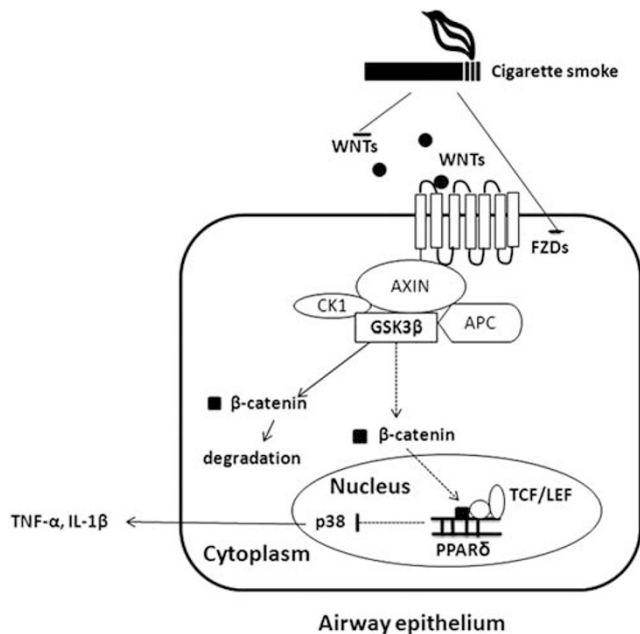 Cigarette smoke
WNTs
WNTs
FZDs
AXIN
CK1
GSK3β
APC
β-catenin
β-catenin
degradation
Nucleus
TCF/LEF
TNF-α, IL-1β
p38
PPARδ
Cytoplasm
Airway epithelium